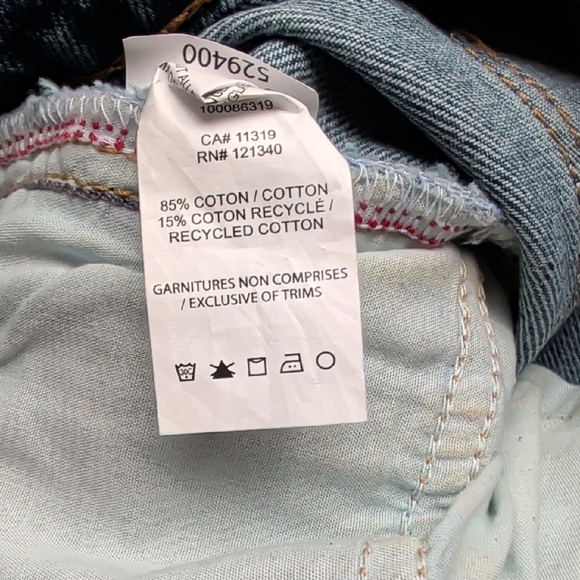 529400
100086319
CA# 11319
RN# 121340
85% COTON / COTTON
15% COTON RECYCLÉ /
RECYCLED COTTON
GARNITURES NON COMPRISES
/ EXCLUSIVE OF TRIMS
30C